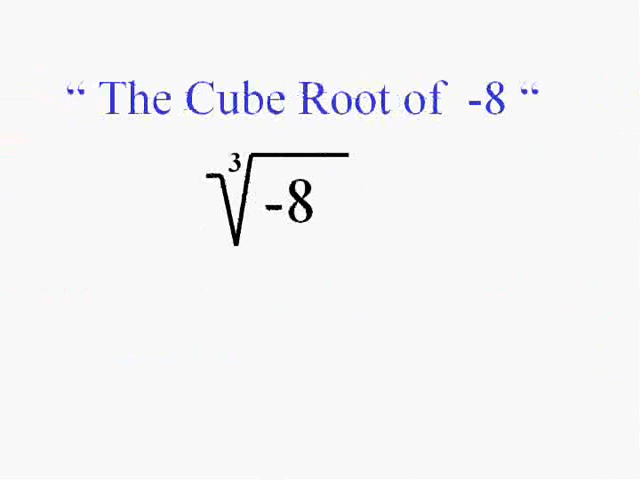 “ The Cube Root of -8 “
∛-8